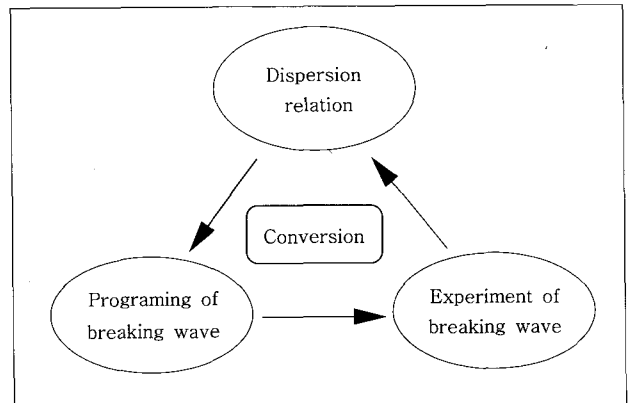 Dispersion
relation
Conversion
Programing of
breaking wave
Experiment of
breaking wave